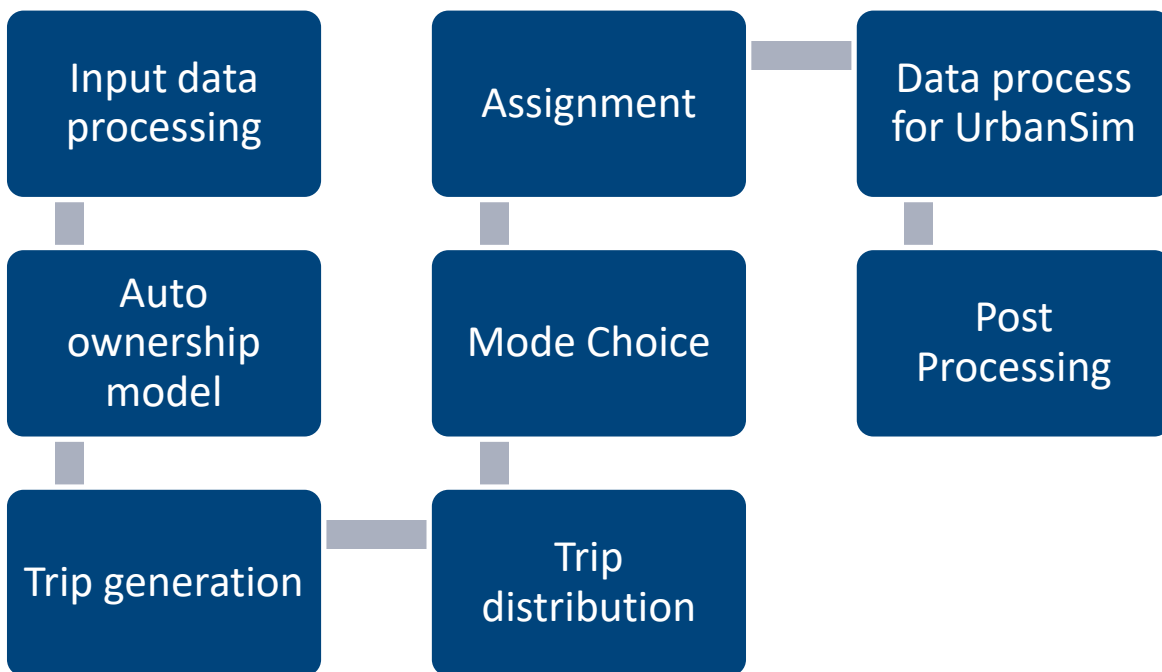 Input data
processing
Auto
ownership
model
Trip generation
Trip
distribution
Mode Choice
Assignment
Data process
for UrbanSim
Post
Processing